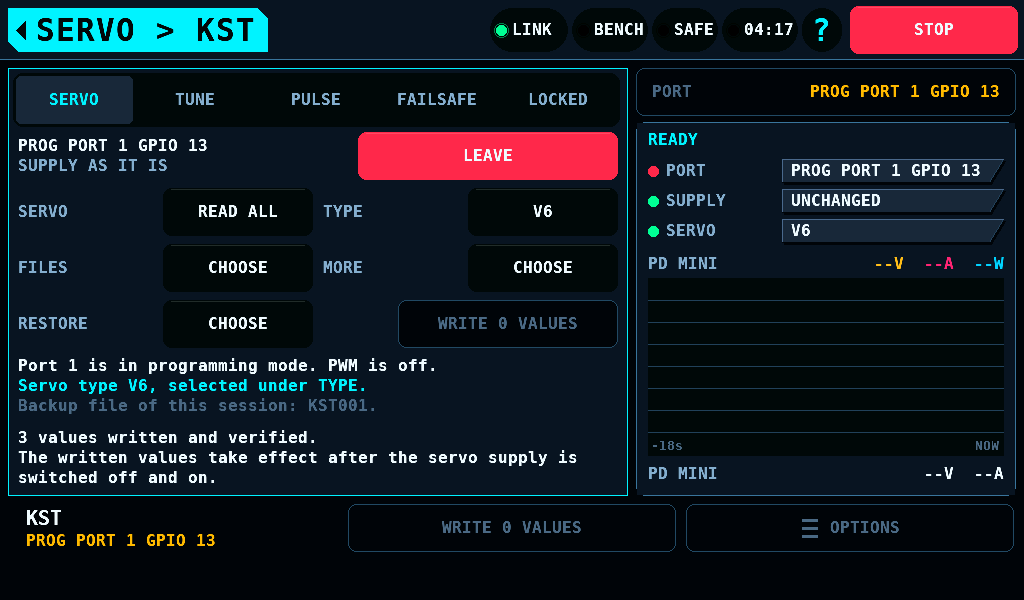 SERVO > KST
LINK
BENCH
SAFE
04:17
?
STOP
SERVO
TUNE
PULSE
FAILSAFE
LOCKED
PROG PORT 1 GPIO 13
SUPPLY AS IT IS
LEAVE
SERVO
READ ALL
TYPE
V6
FILES
CHOOSE
MORE
CHOOSE
RESTORE
CHOOSE
WRITE 0 VALUES
Port 1 is in programming mode. PWM is off.
Servo type V6, selected under TYPE.
Backup file of this session: KST001.
3 values written and verified.
The written values take effect after the servo supply is
switched off and on.
PORT
PROG PORT 1 GPIO 13
READY
PORT
PROG PORT 1 GPIO 13
SUPPLY
UNCHANGED
SERVO
V6
PD MINI
--V
--A
--W
-18s
NOW
PD MINI
--V
--A
KST
PROG PORT 1 GPIO 13
WRITE 0 VALUES
OPTIONS